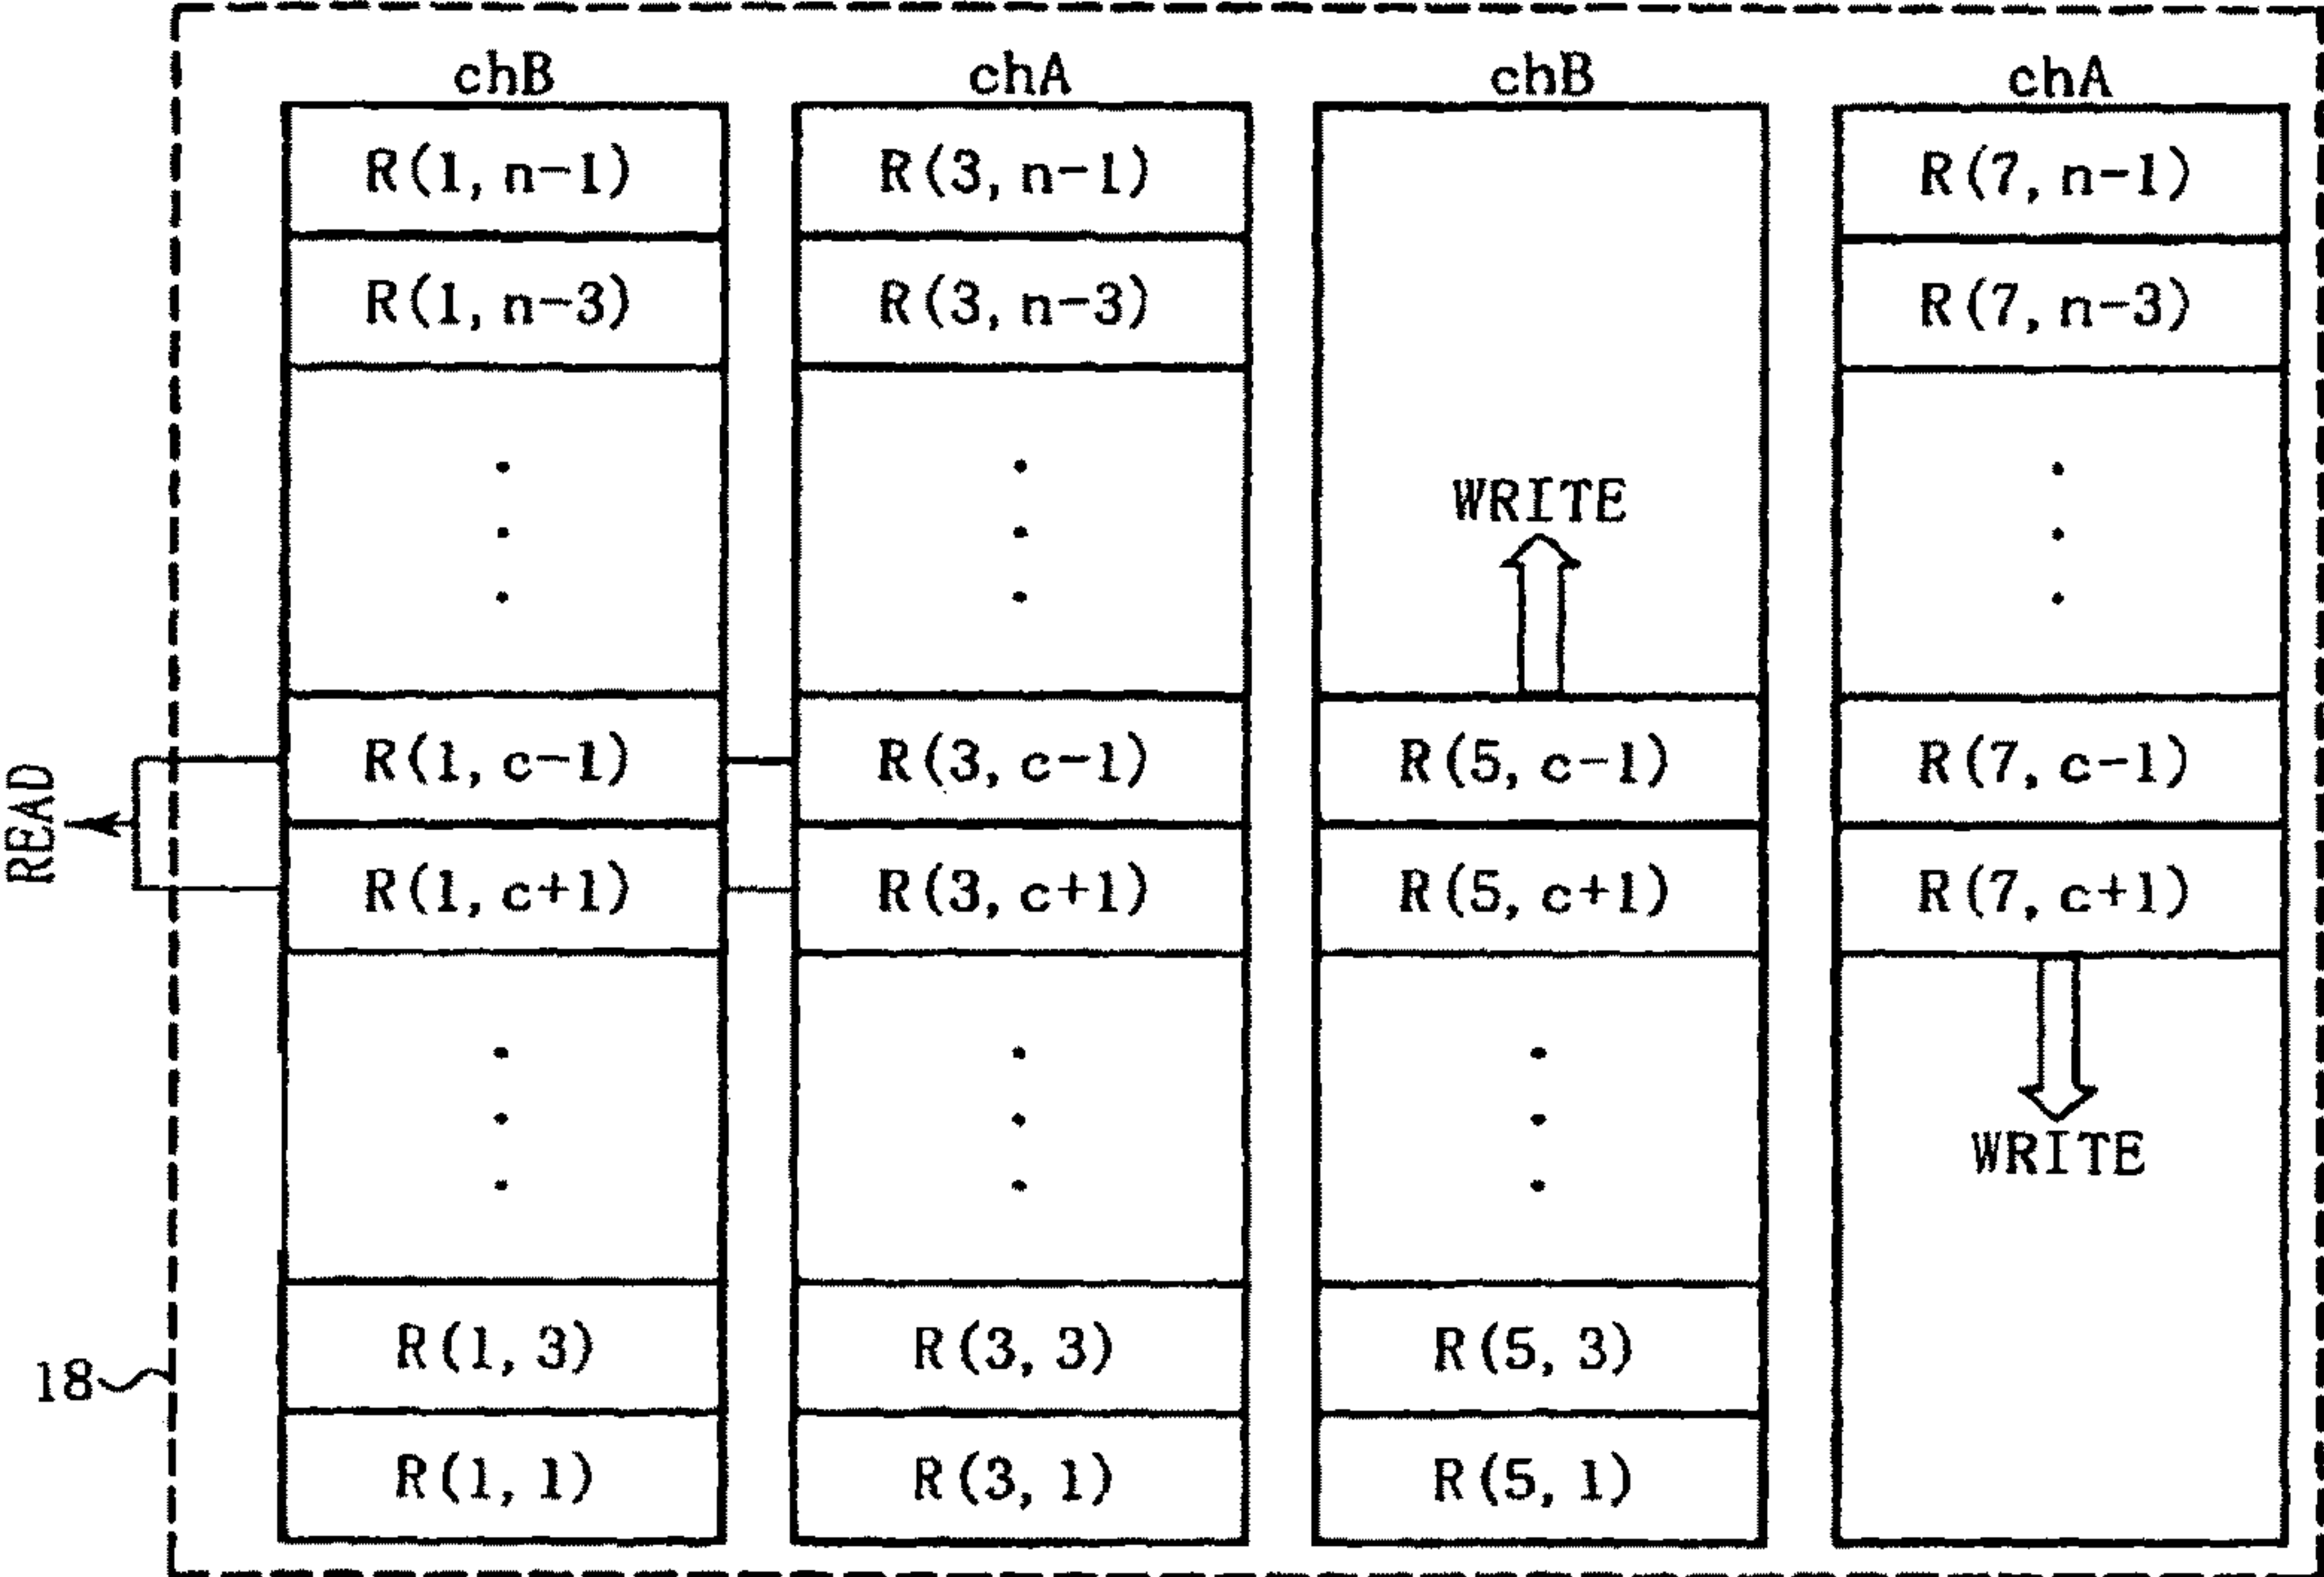 chB chA chB chA
R(1, n-1) R(3, n-1) R(7, n-1)
R(1, n-3) R(3, n-3) R(7, n-3)
WRITE
R(1, c-1) R(3, c-1) R(5, c-1) R(7, c-1)
READ
R(1, c+1) R(3, c+1) R(5, c+1) R(7, c+1)
WRITE
R(1, 3) R(3, 3) R(5, 3)
18
R(1, 1) R(3, 1) R(5, 1)